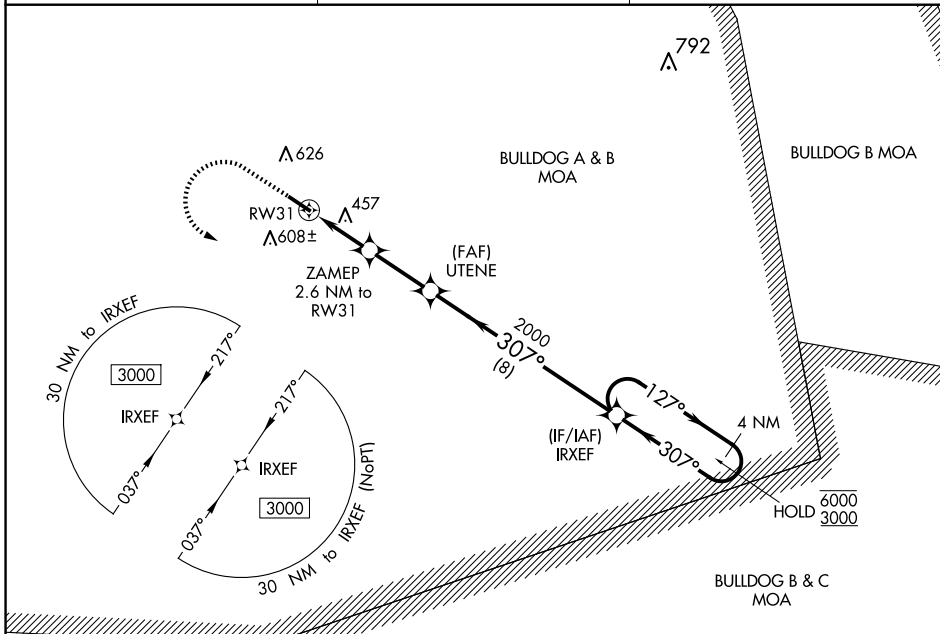 792
BULLDOG A & B
MOA
BULLDOG B MOA
626
RW31
457
608±
ZAMEP
2.6 NM to
RW31
(FAF)
UTENE
2000
307°
(8)
30 NM to IRXEF
217°
3000
IRXEF
037°
217°
IRXEF
3000
037°
30 NM to IRXEF (NoPT)
(IF/IAF)
IRXEF
127°
307°
4 NM
HOLD
6000
3000
BULLDOG B & C
MOA